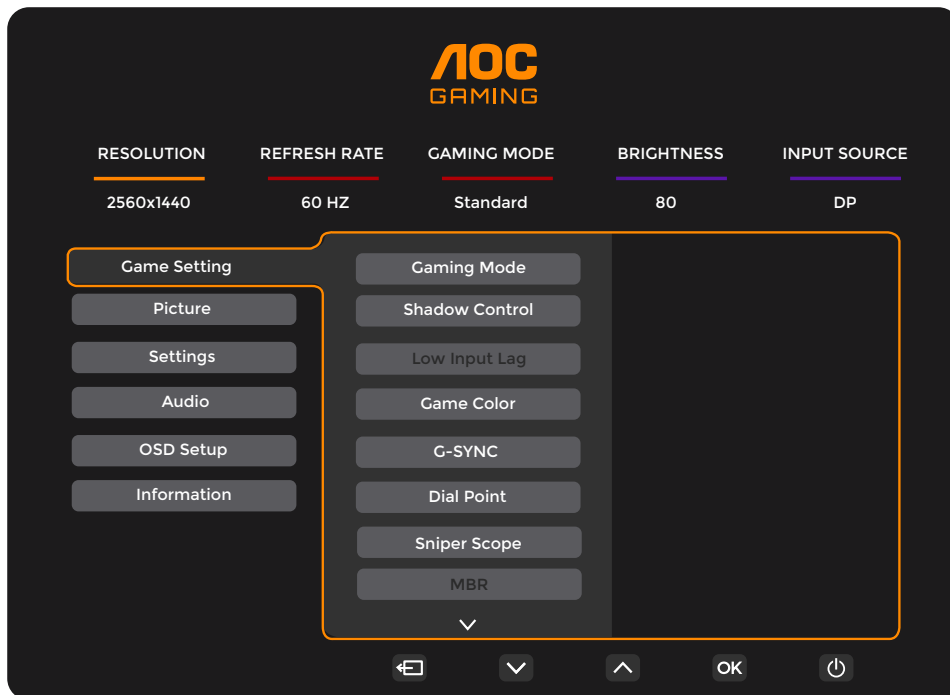 AOC
GAMING
RESOLUTION REFRESH RATE GAMING MODE BRIGHTNESS INPUT SOURCE
2560x1440 60 HZ Standard 80 DP
Game Setting
Picture
Settings
Audio
OSD Setup
Information
Gaming Mode
Shadow Control
Low Input Lag
Game Color
G-SYNC
Dial Point
Sniper Scope
MBR
OK